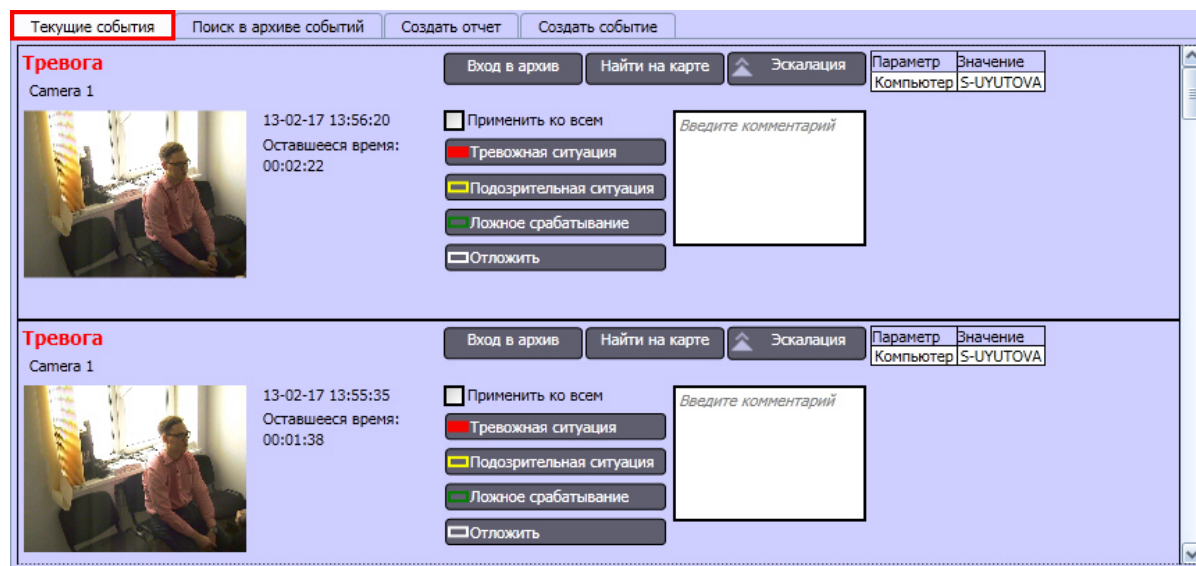 Текущие события Поиск в архиве событий Создать отчет Создать событие
Тревога
Camera 1
Вход в архив Найти на карте Эскалация
Параметр Значение
Компьютер S-UYUTOVA
13-02-17 13:56:20
Оставшееся время:
00:02:22
Применить ко всем
Тревожная ситуация
Подозрительная ситуация
Ложное срабатывание
Отложить
Введите комментарий
Тревога
Camera 1
Вход в архив Найти на карте Эскалация
Параметр Значение
Компьютер S-UYUTOVA
13-02-17 13:55:35
Оставшееся время:
00:01:38
Применить ко всем
Тревожная ситуация
Подозрительная ситуация
Ложное срабатывание
Отложить
Введите комментарий